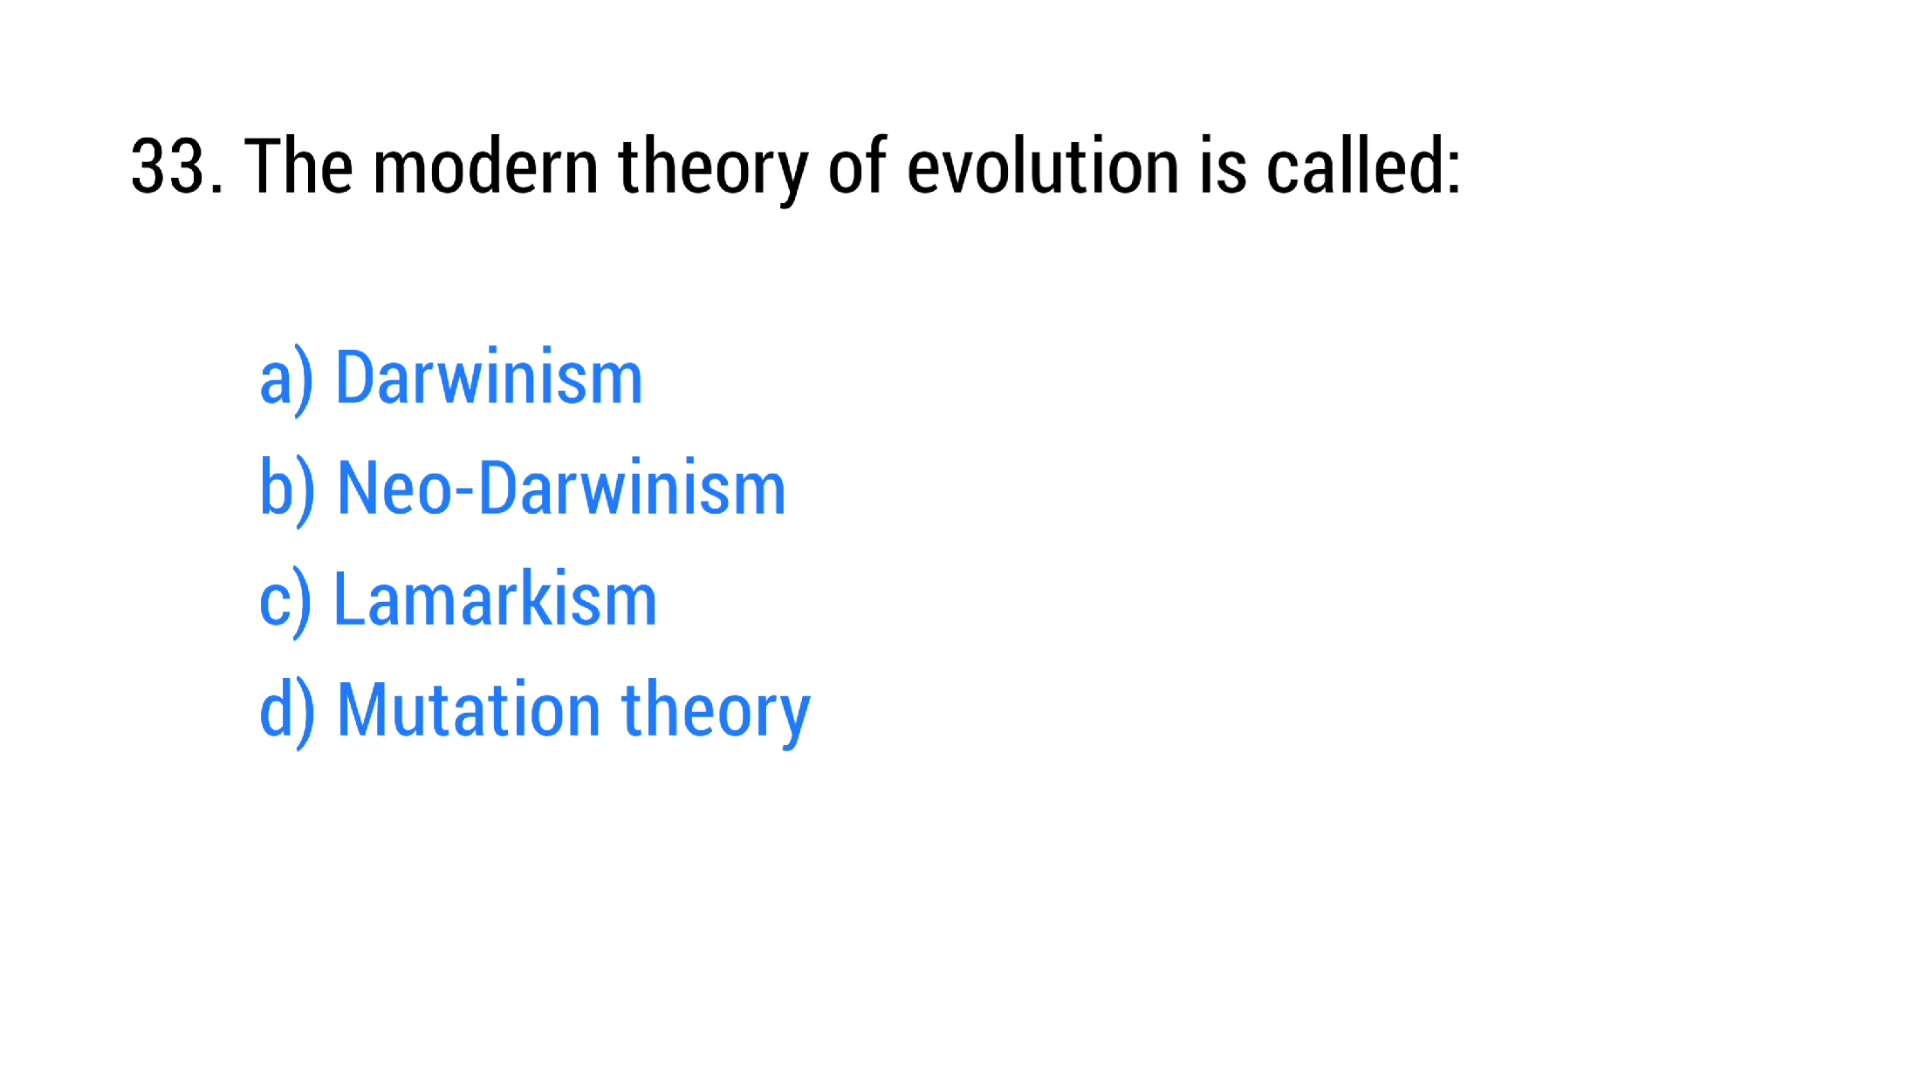 33. The modern theory of evolution is called:
a) Darwinism
b) Neo-Darwinism
c) Lamarkism
d) Mutation theory